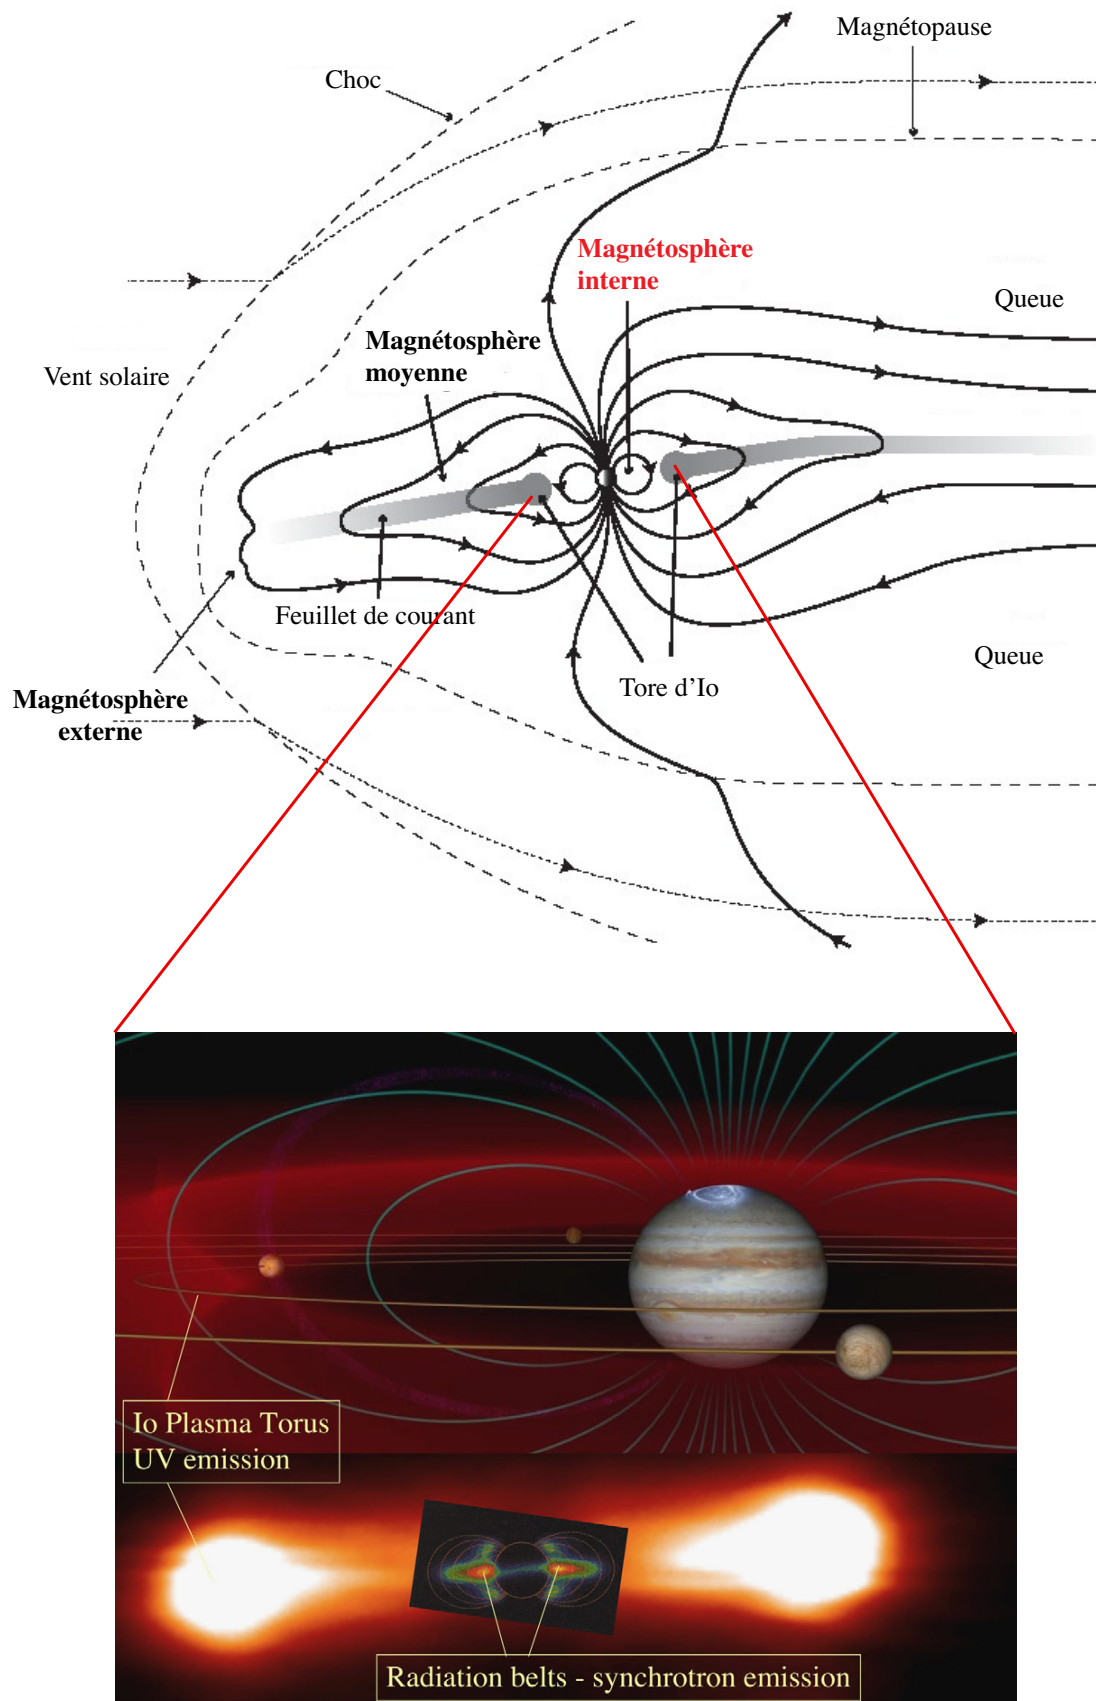 Magnétopause
Choc
Magnétosphère
interne
Queue
Magnétosphère
moyenne
Vent solaire
Feuillet de courant
Queue
Tore d'Io
Magnétosphère
externe
Io Plasma Torus
UV emission
Radiation belts - synchrotron emission